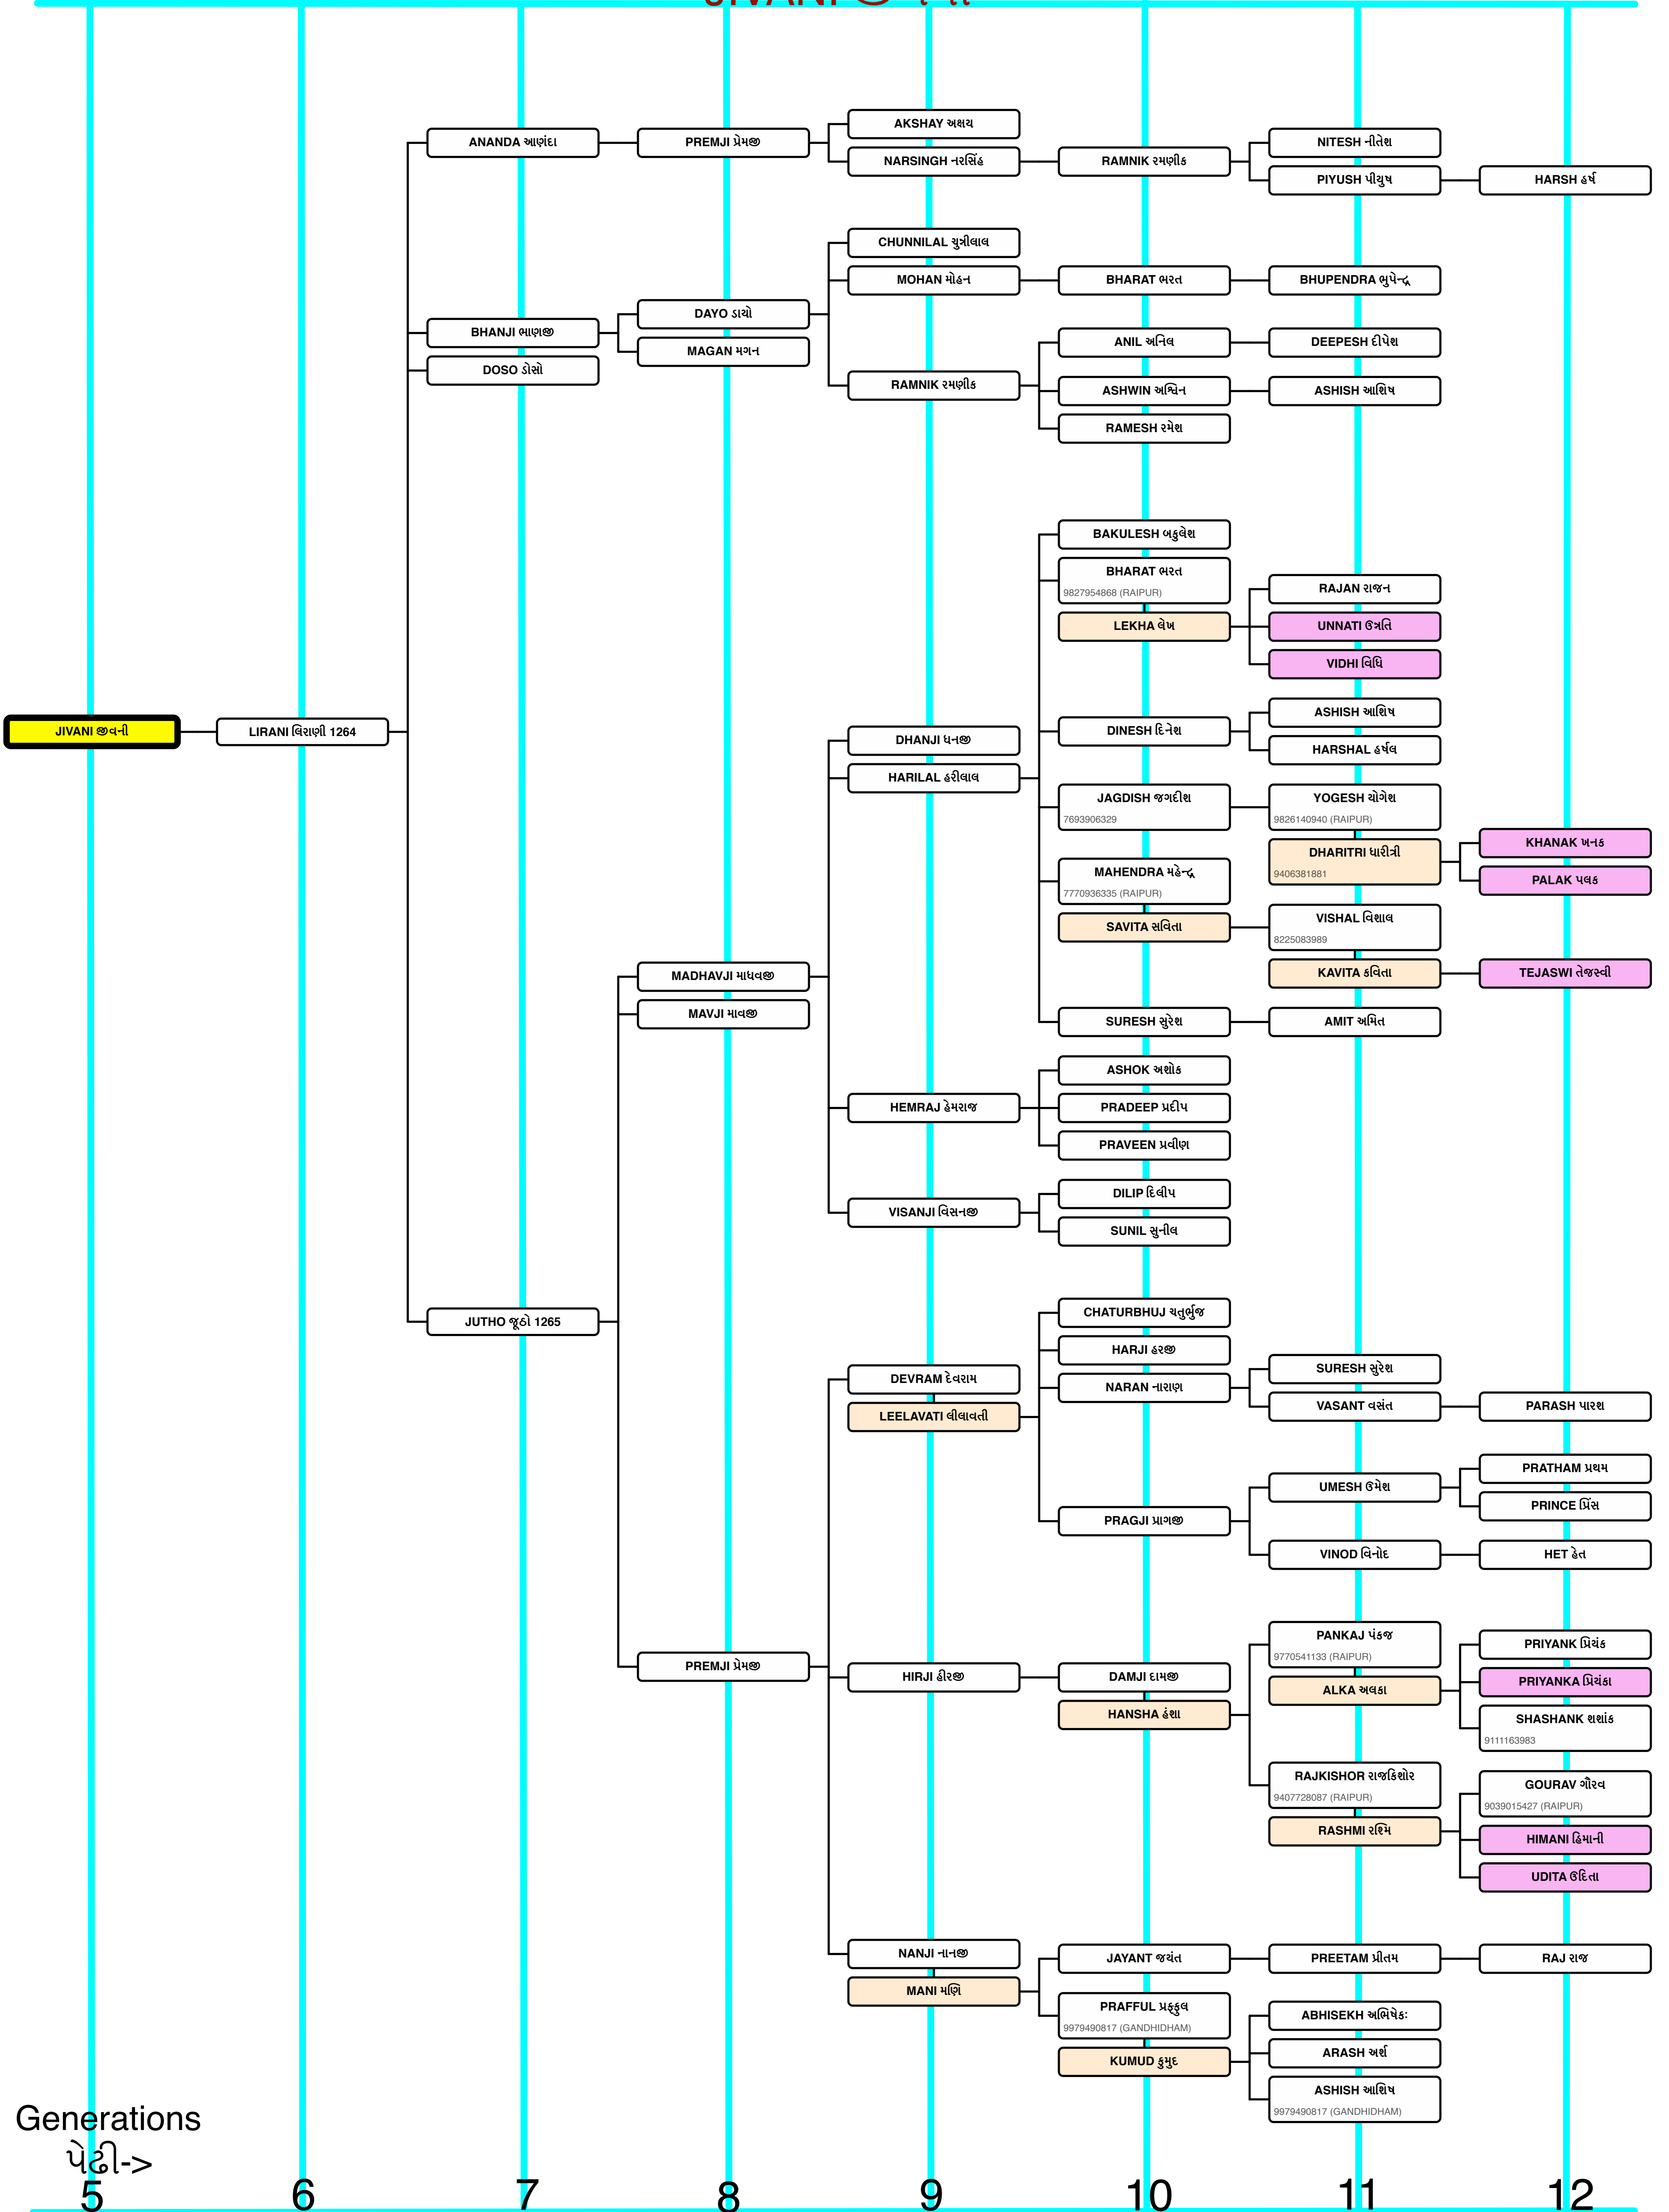 ANANDA આણંદા
PREMJI પ્રેમજી
AKSHAY અક્ષય
NARSINGH નરસિંહ
RAMNIK રમણીક
NITESH નીતેશ
PIYUSH પીયુષ
HARSH હર્ષ
CHUNNILAL ચુન્નીલાલ
MOHAN મોહન
BHARAT ભરત
BHUPENDRA ભુપેન્દ્ર
BHANJI ભાણજી
DAYO ડાયો
MAGAN મગન
DOSO ડોસો
RAMNIK રમણીક
ANIL અનિલ
DEEPESH દીપેશ
ASHWIN અશ્વિન
ASHISH આશિષ
RAMESH રમેશ
BAKULESH બકુલેશ
BHARAT ભરત
9827954868 (RAIPUR)
LEKHA લેખ
RAJAN રાજન
UNNATI ઉન્નતિ
VIDHI વિધિ
JIVANI જીવની
LIRANI લિરાણી 1264
DHANJI ધનજી
HARILAL હરીલાલ
DINESH દિનેશ
ASHISH આશિષ
HARSHAL હર્ષલ
JAGDISH જગદીશ
7693906329
YOGESH યોગેશ
9826140940 (RAIPUR)
DHARITRI ધારીત્રી
9406381881
KHANAK ખનક
PALAK પલક
MAHENDRA મહેન્દ્ર
7770936335 (RAIPUR)
SAVITA સવિતા
VISHAL વિશાલ
8225083989
KAVITA કવિતા
TEJASWI તેજસ્વી
MADHAVJI માધવજી
MAVJI માવજી
SURESH સુરેશ
AMIT અમિત
HEMRAJ હેમરાજ
ASHOK અશોક
PRADEEP પ્રદીપ
PRAVEEN પ્રવીણ
VISANJI વિસનજી
DILIP દિલીપ
SUNIL સુનીલ
JUTHO જૂઠો 1265
CHATURBHUJ ચતુર્ભુજ
HARJI હરજી
DEVRAM દેવરામ
LEELAVATI લીલાવતી
NARAN નારાણ
SURESH સુરેશ
VASANT વસંત
PARASH પારશ
PRAGJI પ્રાગજી
UMESH ઉમેશ
PRATHAM પ્રથમ
PRINCE પ્રિંસ
VINOD વિનોદ
HET હેત
PREMJI પ્રેમજી
HIRJI હીરજી
DAMJI દામજી
HANSHA હંશા
PANKAJ પંકજ
9770541133 (RAIPUR)
ALKA અલકા
PRIYANK પ્રિયંક
PRIYANKA પ્રિયંકા
SHASHANK શશાંક
9111163983
RAJKISHOR રાજકિશોર
9407728087 (RAIPUR)
RASHMI રશ્મિ
GOURAV ગૌરવ
9039015427 (RAIPUR)
HIMANI હિમાની
UDITA ઉદિતા
NANJI નાનજી
MANI મણિ
JAYANT જયંત
PREETAM પ્રીતમ
RAJ રાજ
PRAFFUL પ્રફ્ફુલ
9979490817 (GANDHIDHAM)
KUMUD કુમુદ
ABHISEKH અભિષેકઃ
ARASH અર્શ
ASHISH આશિષ
9979490817 (GANDHIDHAM)
Generations
પેઢી->
5 6 7 8 9 10 11 12